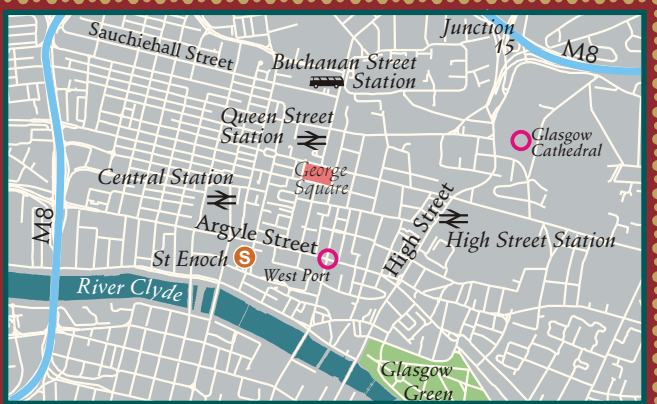 Junction
15
M8
Sauchiehall Street
Buchanan Street
Station
Queen Street
Station
Glasgow
Cathedral
George
Square
Central Station
M8
Argyle Street
High Street
High Street Station
St Enoch
S
West Port
River Clyde
Glasgow
Green